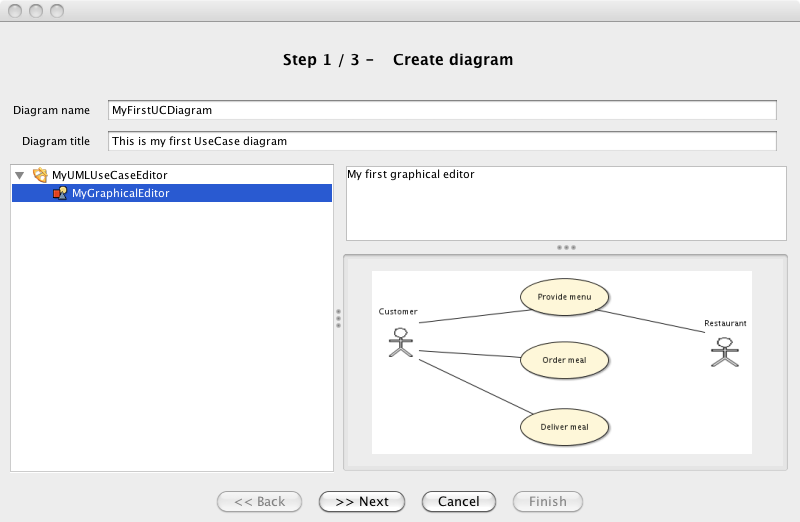 Step 1 / 3 - Create diagram
Diagram name MyFirstUCDiagram
Diagram title This is my first UseCase diagram
MyUMLUseCaseEditor
MyGraphicalEditor
My first graphical editor
Provide menu
Customer
Restaurant
Order meal
Deliver meal
<< Back >> Next Cancel Finish